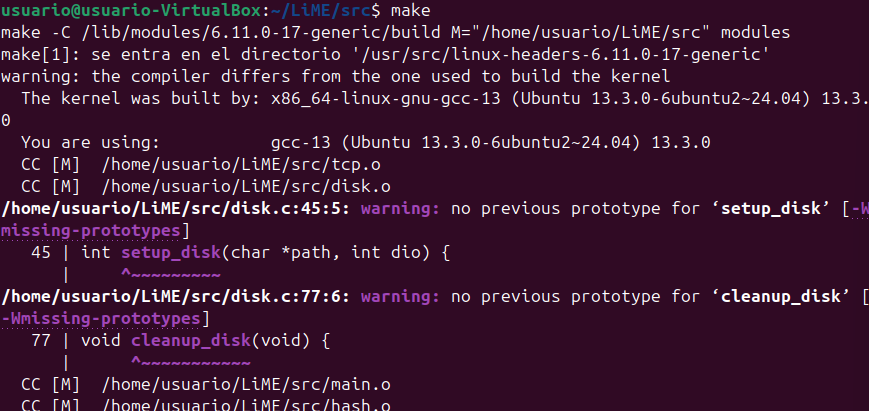 usuario@usuario-VirtualBox:~/LiME/src$ make
make -C /lib/modules/6.11.0-17-generic/build M="/home/usuario/LiME/src" modules
make[1]: se entra en el directorio '/usr/src/linux-headers-6.11.0-17-generic'
warning: the compiler differs from the one used to build the kernel
  The kernel was built by: x86_64-linux-gnu-gcc-13 (Ubuntu 13.3.0-6ubuntu2~24.04) 13.3.
0
  You are using:           gcc-13 (Ubuntu 13.3.0-6ubuntu2~24.04) 13.3.0
  CC [M]  /home/usuario/LiME/src/tcp.o
  CC [M]  /home/usuario/LiME/src/disk.o
/home/usuario/LiME/src/disk.c:45:5: warning: no previous prototype for ‘setup_disk’ [-W
missing-prototypes]
   45 | int setup_disk(char *path, int dio) {
      |     ^~~~~~~~~~
/home/usuario/LiME/src/disk.c:77:6: warning: no previous prototype for ‘cleanup_disk’ [
-Wmissing-prototypes]
   77 | void cleanup_disk(void) {
      |      ^~~~~~~~~~~~
  CC [M]  /home/usuario/LiME/src/main.o
  CC [M]  /home/usuario/LiME/src/hash.o